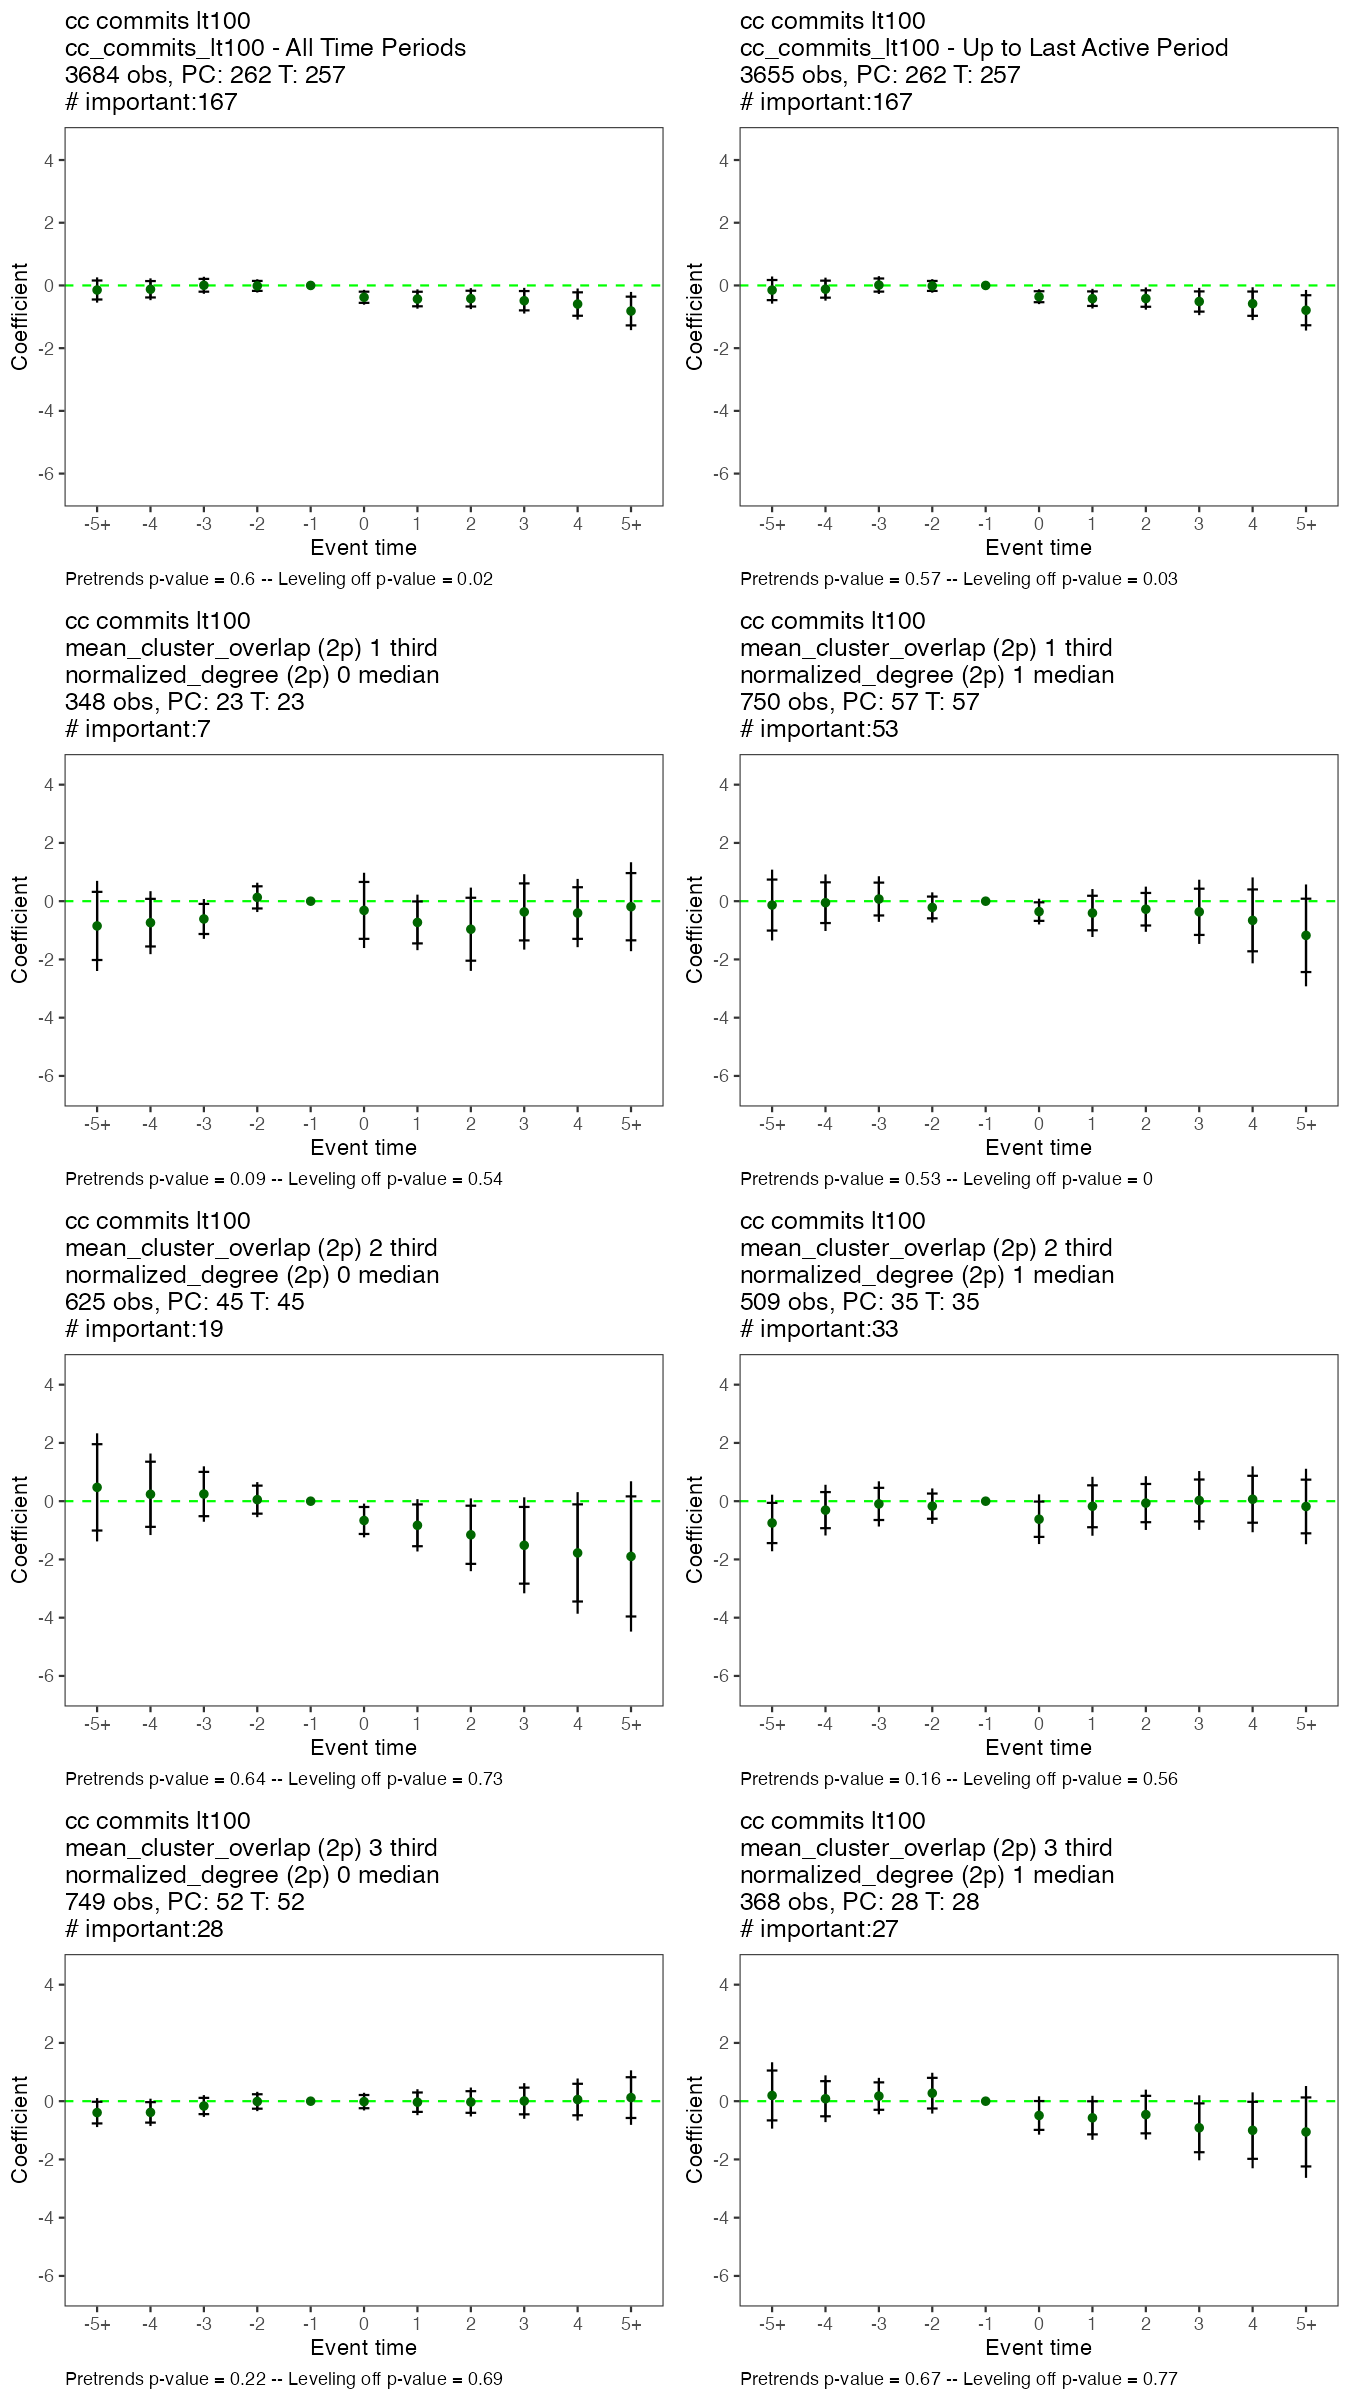 cc commits lt100
cc_commits_lt100 - All Time Periods
3684 obs, PC: 262 T: 257
# important:167
4
2
0
-2
-4
-6
Coefficient
-5+ -4 -3 -2 -1 0 1 2 3 4 5+
Event time
Pretrends p-value = 0.6 -- Leveling off p-value = 0.02
cc commits lt100
cc_commits_lt100 - Up to Last Active Period
3655 obs, PC: 262 T: 257
# important:167
4
2
0
-2
-4
-6
Coefficient
-5+ -4 -3 -2 -1 0 1 2 3 4 5+
Event time
Pretrends p-value = 0.57 -- Leveling off p-value = 0.03
cc commits lt100
mean_cluster_overlap (2p) 1 third
normalized_degree (2p) 0 median
348 obs, PC: 23 T: 23
# important:7
4
2
0
-2
-4
-6
Coefficient
-5+ -4 -3 -2 -1 0 1 2 3 4 5+
Event time
Pretrends p-value = 0.09 -- Leveling off p-value = 0.54
cc commits lt100
mean_cluster_overlap (2p) 1 third
normalized_degree (2p) 1 median
750 obs, PC: 57 T: 57
# important:53
4
2
0
-2
-4
-6
Coefficient
-5+ -4 -3 -2 -1 0 1 2 3 4 5+
Event time
Pretrends p-value = 0.53 -- Leveling off p-value = 0
cc commits lt100
mean_cluster_overlap (2p) 2 third
normalized_degree (2p) 0 median
625 obs, PC: 45 T: 45
# important:19
4
2
0
-2
-4
-6
Coefficient
-5+ -4 -3 -2 -1 0 1 2 3 4 5+
Event time
Pretrends p-value = 0.64 -- Leveling off p-value = 0.73
cc commits lt100
mean_cluster_overlap (2p) 2 third
normalized_degree (2p) 1 median
509 obs, PC: 35 T: 35
# important:33
4
2
0
-2
-4
-6
Coefficient
-5+ -4 -3 -2 -1 0 1 2 3 4 5+
Event time
Pretrends p-value = 0.16 -- Leveling off p-value = 0.56
cc commits lt100
mean_cluster_overlap (2p) 3 third
normalized_degree (2p) 0 median
749 obs, PC: 52 T: 52
# important:28
4
2
0
-2
-4
-6
Coefficient
-5+ -4 -3 -2 -1 0 1 2 3 4 5+
Event time
Pretrends p-value = 0.22 -- Leveling off p-value = 0.69
cc commits lt100
mean_cluster_overlap (2p) 3 third
normalized_degree (2p) 1 median
368 obs, PC: 28 T: 28
# important:27
4
2
0
-2
-4
-6
Coefficient
-5+ -4 -3 -2 -1 0 1 2 3 4 5+
Event time
Pretrends p-value = 0.67 -- Leveling off p-value = 0.77